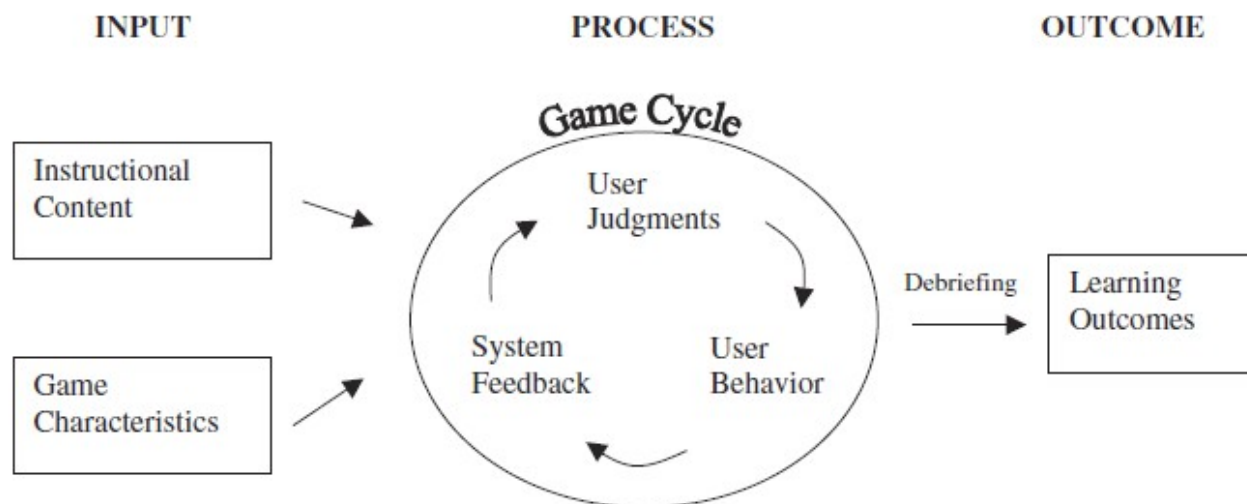 INPUT PROCESS OUTCOME
Game Cycle
Instructional
Content
Game
Characteristics
User
Judgments
System
Feedback
User
Behavior
Debriefing
Learning
Outcomes